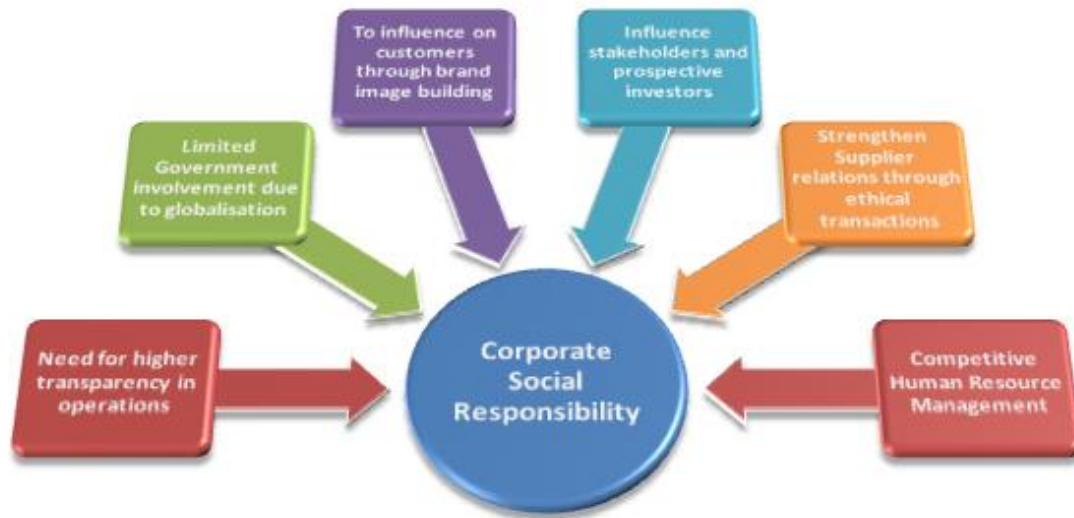 To influence on
customers
through brand
image building
Influence
stakeholders and
prospective
investors
Limited
Government
involvement due
to globalisation
Strengthen
Supplier
relations through
ethical
transactions
Need for higher
transparency in
operations
Corporate
Social
Responsibility
Competitive
Human Resource
Management